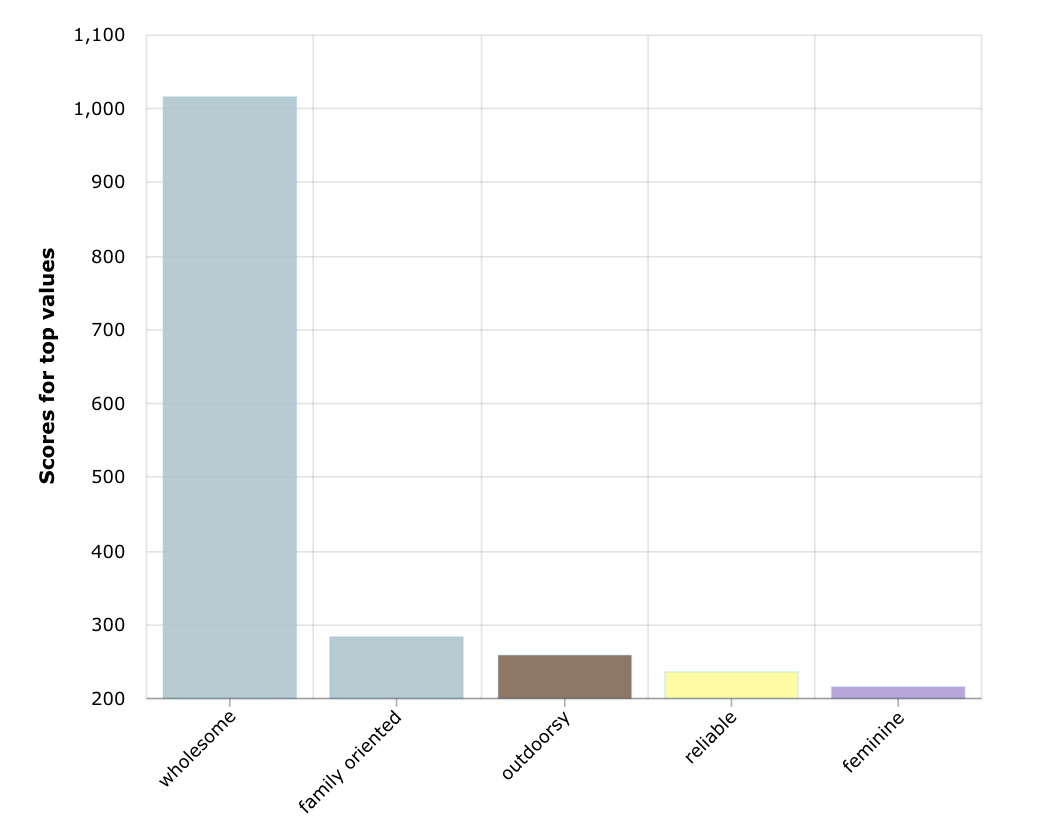 1,100
1,000
900
800
700
600
500
400
300
200
Scores for top values
wholesome
family oriented
outdoorsy
reliable
feminine